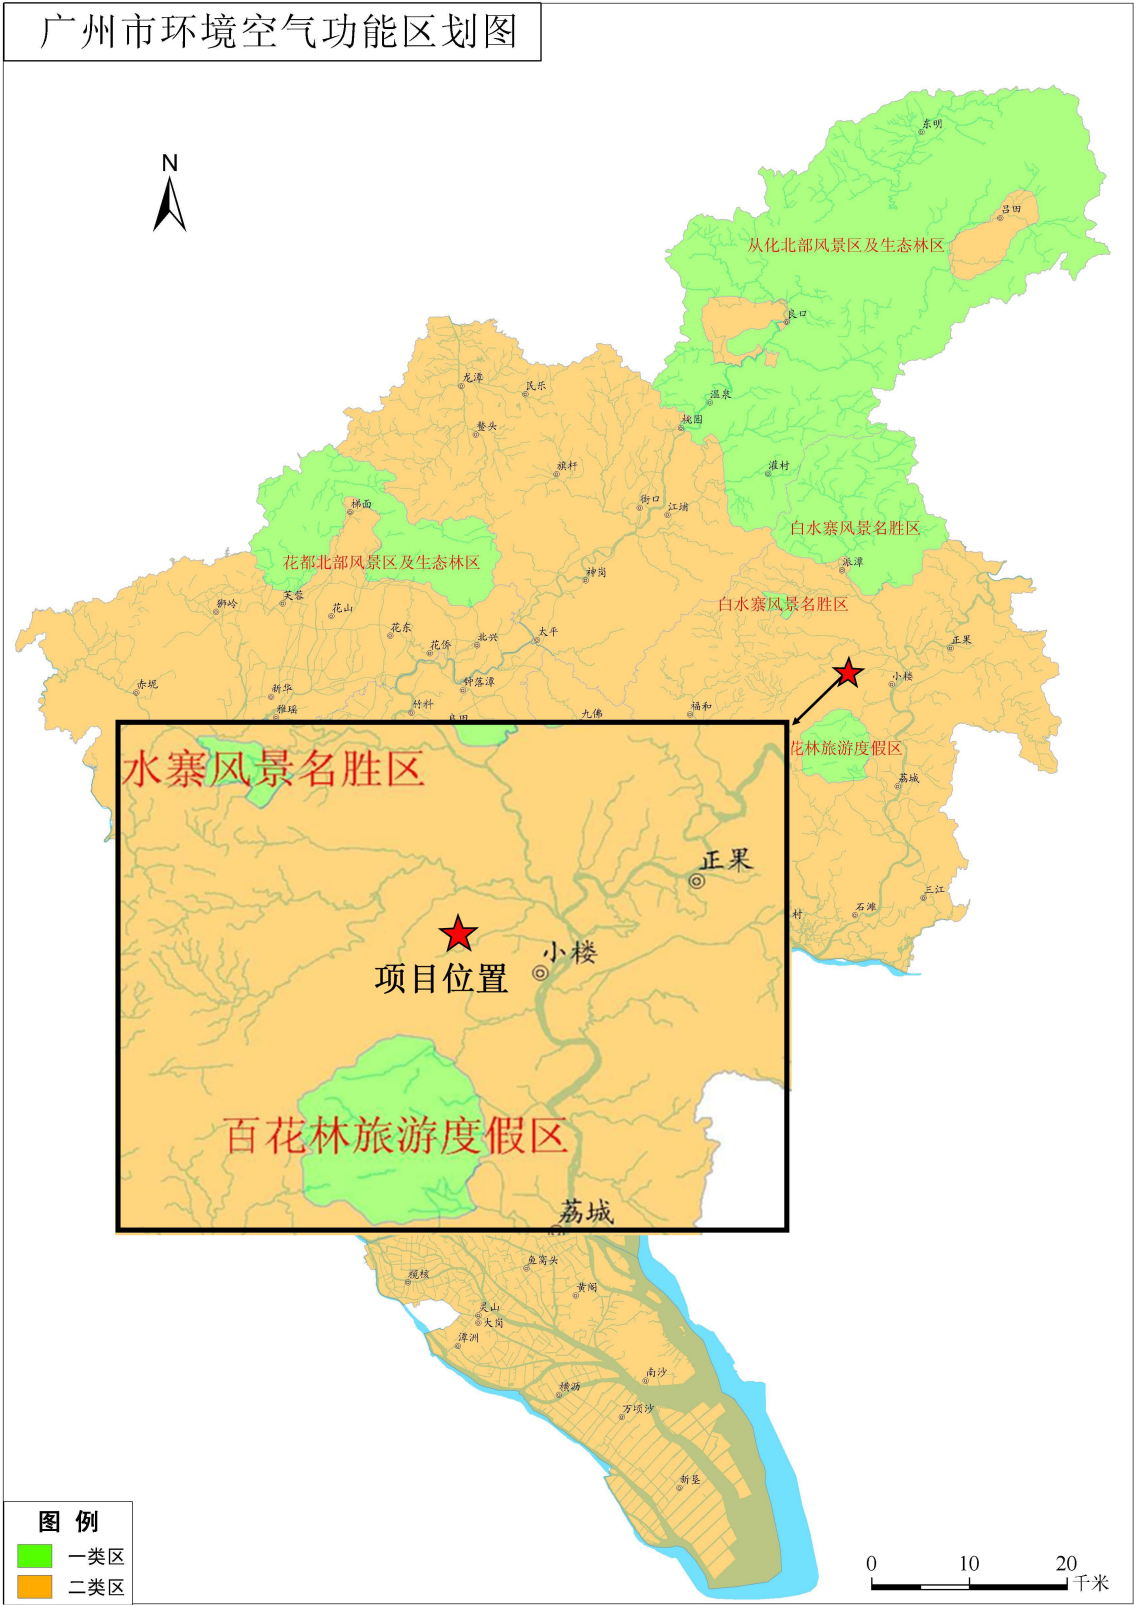 广州市环境空气功能区划图
N
东明
吕田
从化北部风景区及生态林区
良口
龙潭
民乐
温泉
鳌头
桃园
旗杆
灌村
街口
江埔
梯面
白水寨风景名胜区
花都北部风景区及生态林区
派潭
神岗
芙蓉
狮岭
花山
白水寨风景名胜区
花东
北兴
太平
花侨
正果
赤坭
新华
钟落潭
小楼
雅瑶
竹料
良田
九佛
福和
花林旅游度假区
荔城
三江
石滩
村
水寨风景名胜区
正果
小楼
项目位置
百花林旅游度假区
荔城
鱼窝头
榄核
黄阁
灵山
大岗
潭洲
南沙
横沥
万顷沙
新垦
图 例
一类区
二类区
0 10 20
千米